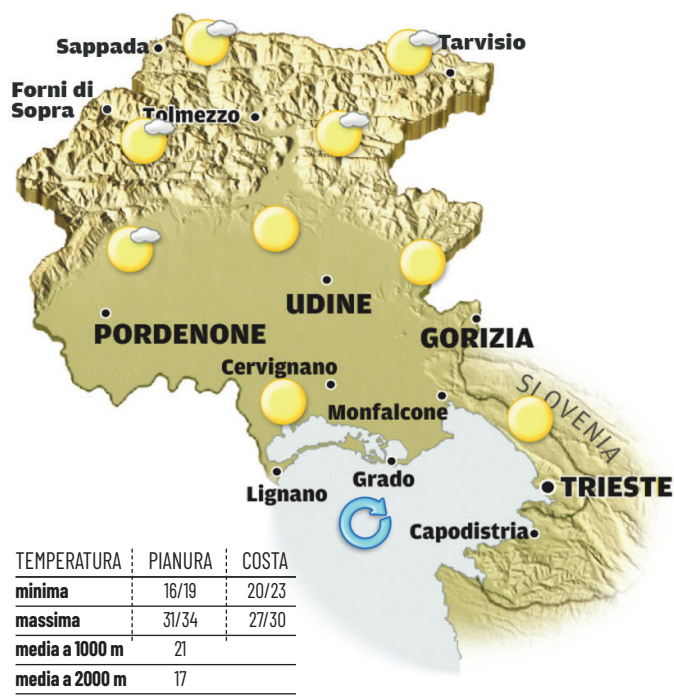 Sappada
Tarvisio
Forni di
Sopra
Tolmezzo
UDINE
PORDENONE
GORIZIA
Cervignano
SLOVENIA
Monfalcone
Grado
Lignano
TRIESTE
Capodistria
TEMPERATURA PIANURA COSTA
minima 16/19 20/23
massima 31/34 27/30
media a 1000 m 21
media a 2000 m 17